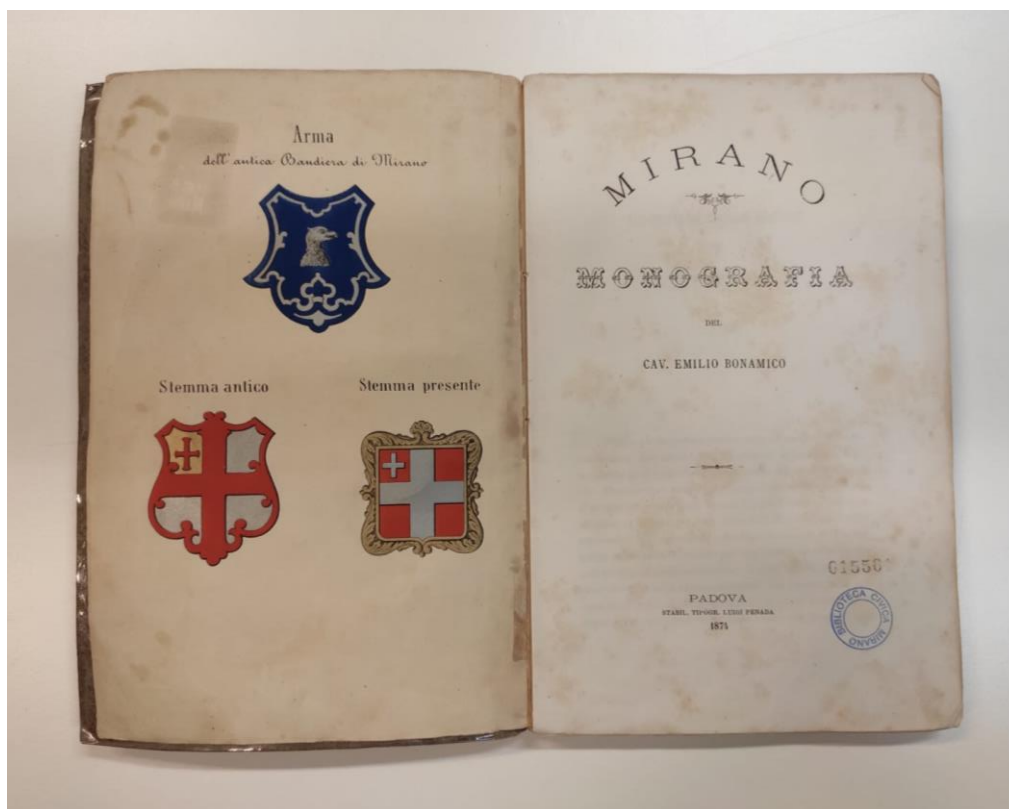 Arma
dell'antica Bandiera di Mirano
Stemma antico
Stemma presente
MIRANO
MONOGRAFIA
DEL
CAV. EMILIO BONAMICO
PADOVA
STABIL. TIPOGR. LUIGI PENADA
1874
BIBLIOTECA CIVICA MIRANO